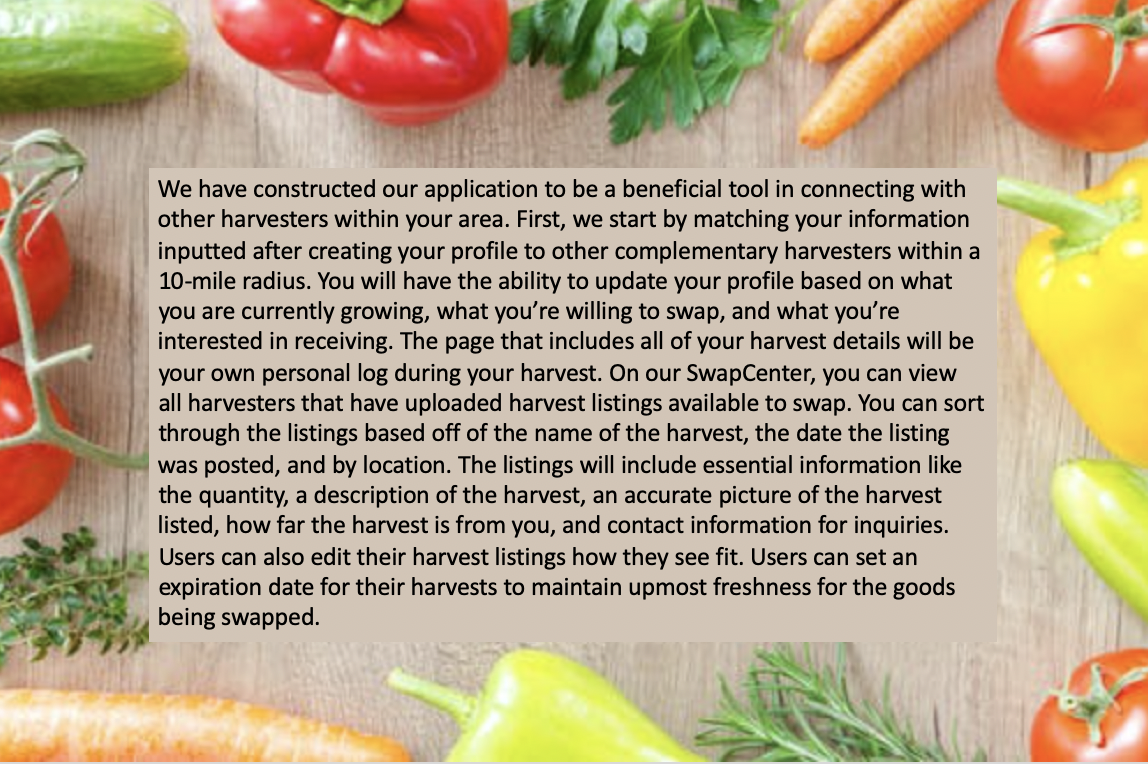 We have constructed our application to be a beneficial tool in connecting with
other harvesters within your area. First, we start by matching your information
inputted after creating your profile to other complementary harvesters within a
10-mile radius. You will have the ability to update your profile based on what
you are currently growing, what you’re willing to swap, and what you’re
interested in receiving. The page that includes all of your harvest details will be
your own personal log during your harvest. On our SwapCenter, you can view
all harvesters that have uploaded harvest listings available to swap. You can sort
through the listings based off of the name of the harvest, the date the listing
was posted, and by location. The listings will include essential information like
the quantity, a description of the harvest, an accurate picture of the harvest
listed, how far the harvest is from you, and contact information for inquiries.
Users can also edit their harvest listings how they see fit. Users can set an
expiration date for their harvests to maintain upmost freshness for the goods
being swapped.